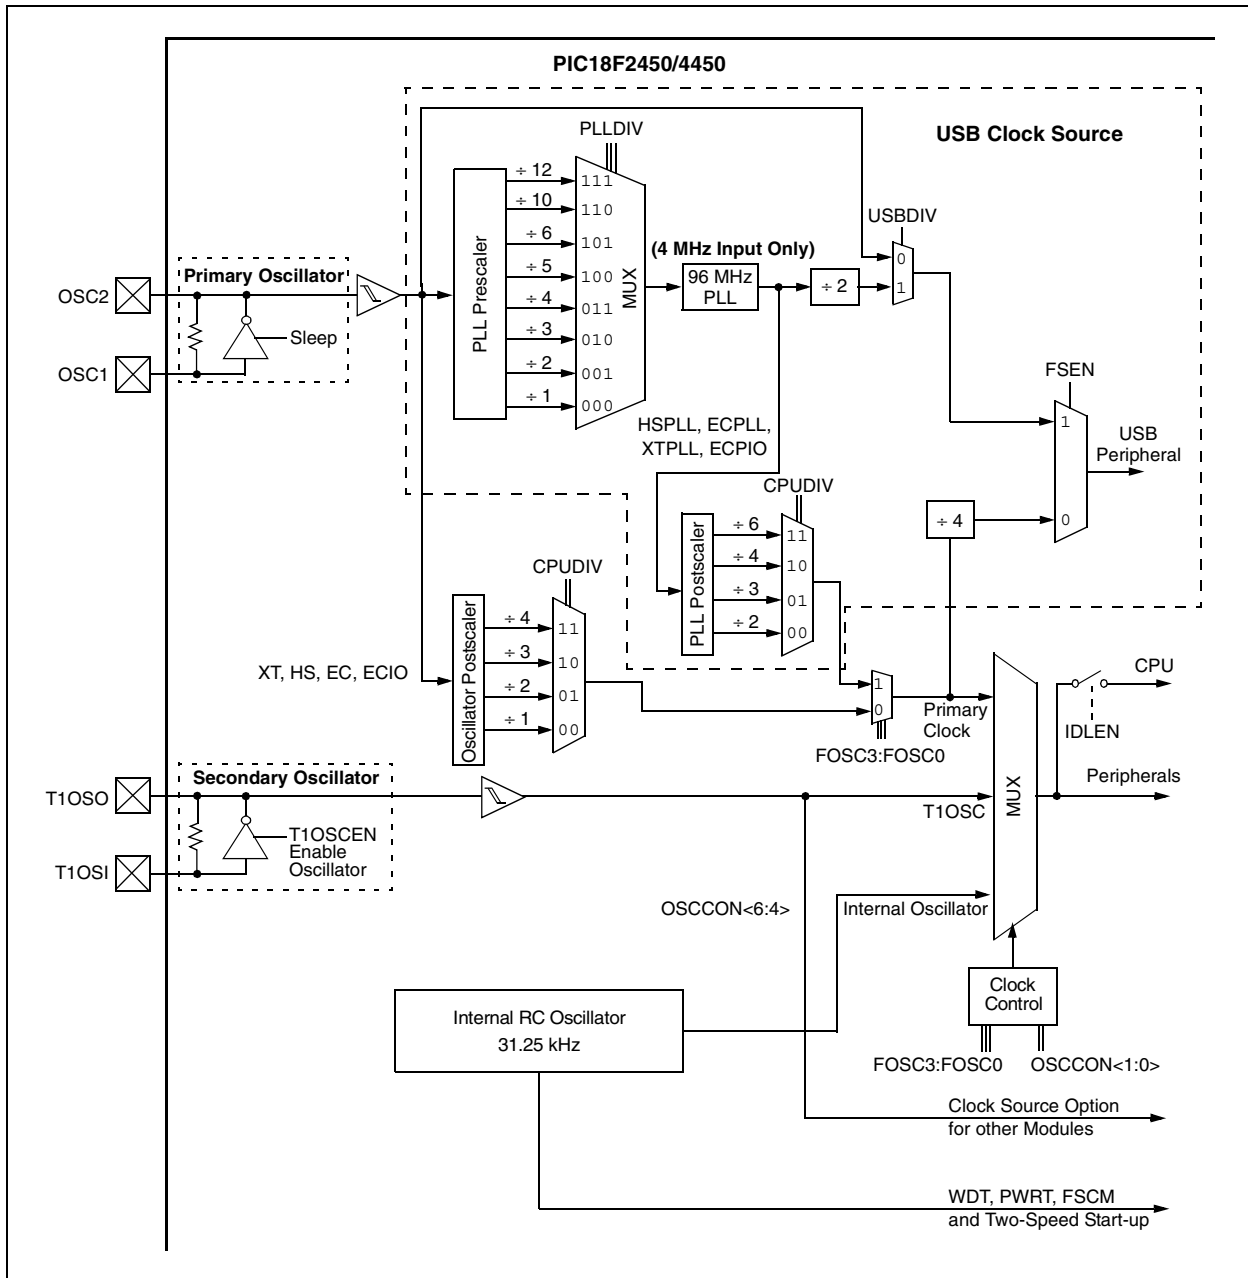 PIC18F2450/4450
USB Clock Source
PLLDIV
÷ 12
111
÷ 10
110
÷ 6
101
÷ 5
100
÷ 4
011
÷ 3
010
÷ 2
001
÷ 1
000
PLL Prescaler
MUX
(4 MHz Input Only)
96 MHz
PLL
÷ 2
USBDIV
0
1
Primary Oscillator
OSC2
Sleep
OSC1
FSEN
1
0
USB
Peripheral
HSPLL, ECPLL,
XTPLL, ECPIO
CPUDIV
÷ 6
11
÷ 4
10
÷ 3
01
÷ 2
00
PLL Postscaler
÷ 4
CPUDIV
÷ 4
11
÷ 3
10
÷ 2
01
÷ 1
00
Oscillator Postscaler
XT, HS, EC, ECIO
1
0
Primary
Clock
FOSC3:FOSC0
CPU
IDLEN
Peripherals
MUX
Secondary Oscillator
T1OSO
T1OSCEN
Enable
Oscillator
T1OSI
T1OSC
OSCCON<6:4>
Internal Oscillator
Clock
Control
FOSC3:FOSC0
OSCCON<1:0>
Internal RC Oscillator
31.25 kHz
Clock Source Option
for other Modules
WDT, PWRT, FSCM
and Two-Speed Start-up